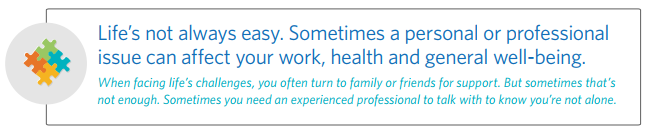 Life's not always easy. Sometimes a personal or professional
issue can affect your work, health and general well-being.
When facing life's challenges, you often turn to family or friends for support. But sometimes that's
not enough. Sometimes you need an experienced professional to talk with to know you're not alone.